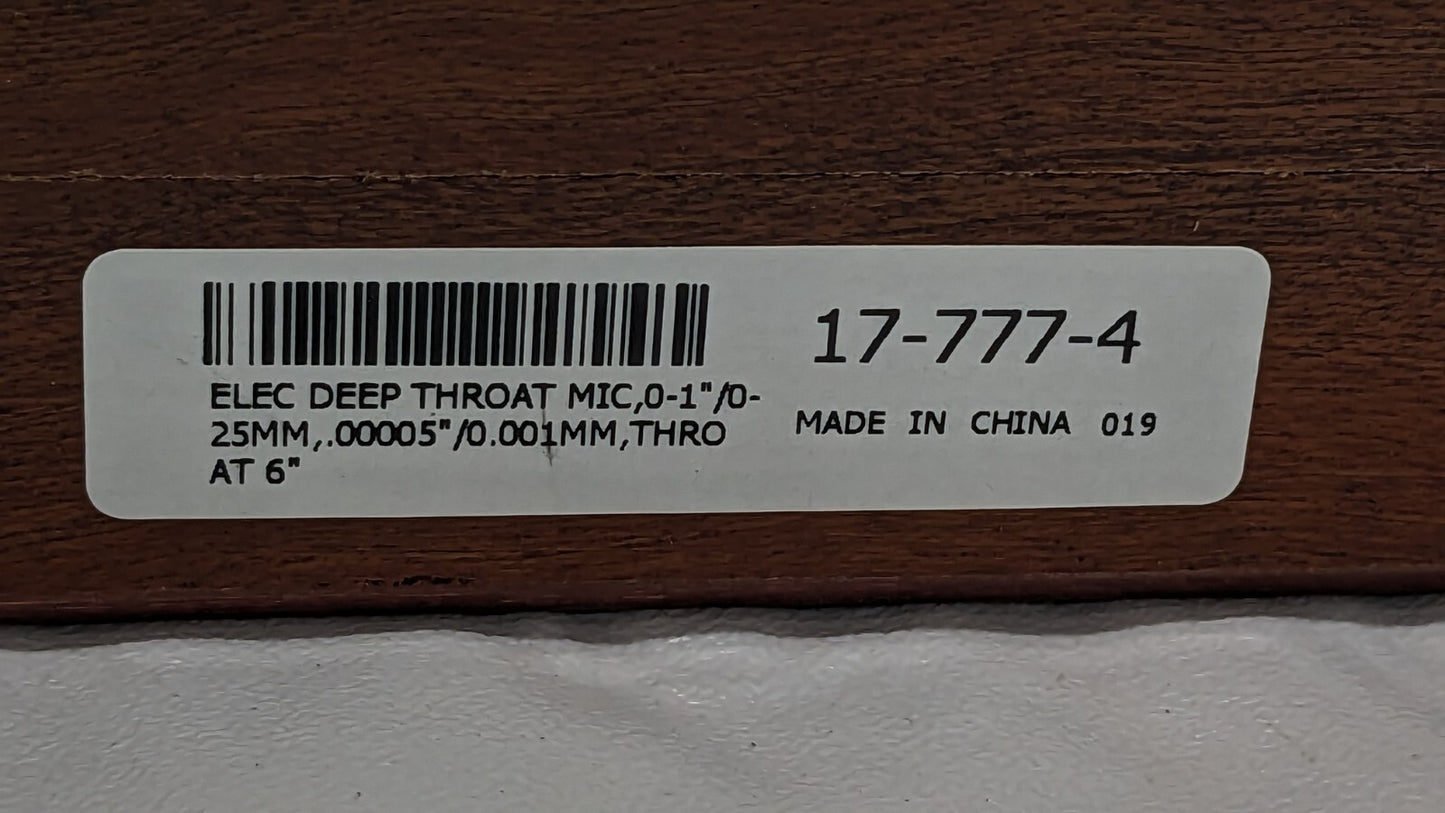 ELEC DEEP THROAT MIC,0-1"/0-
25MM,.00005"/0.001MM,THRO
AT 6"
17-777-4
MADE IN CHINA 019